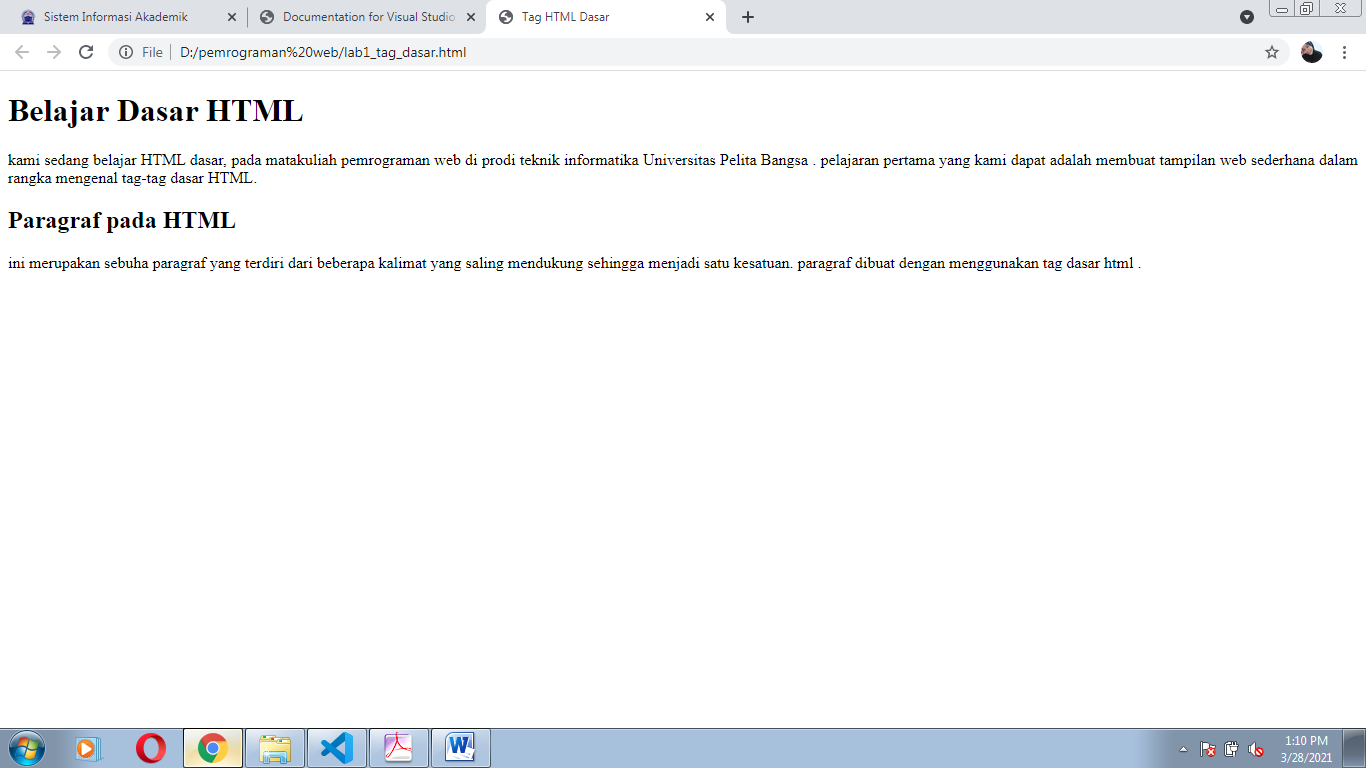 Sistem Informasi Akademik
Documentation for Visual Studio
Tag HTML Dasar
File
D:/pemrograman%20web/lab1_tag_dasar.html
Belajar Dasar HTML
kami sedang belajar HTML dasar, pada matakuliah pemrograman web di prodi teknik informatika Universitas Pelita Bangsa . pelajaran pertama yang kami dapat adalah membuat tampilan web sederhana dalam
rangka mengenal tag-tag dasar HTML.
Paragraf pada HTML
ini merupakan sebuha paragraf yang terdiri dari beberapa kalimat yang saling mendukung sehingga menjadi satu kesatuan. paragraf dibuat dengan menggunakan tag dasar html .
1:10 PM
3/28/2021